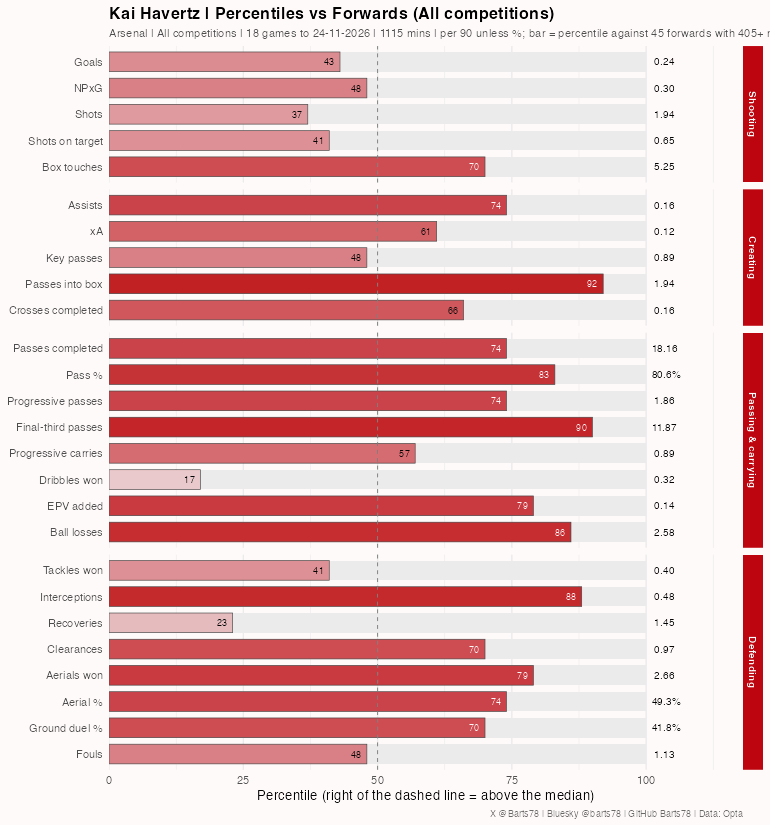 Kai Havertz | Percentiles vs Forwards (All competitions)
Arsenal | All competitions | 18 games to 24-11-2026 | 1115 mins | per 90 unless %; bar = percentile against 45 forwards with 405+
Goals 43 0.24
NPxG 48 0.30
Shots 37 1.94
Shots on target 41 0.65
Box touches 70 5.25
Shooting
Assists 74 0.16
xA 61 0.12
Key passes 48 0.89
Passes into box 92 1.94
Crosses completed 66 0.16
Creating
Passes completed 74 18.16
Pass % 83 80.6%
Progressive passes 74 1.86
Final-third passes 90 11.87
Progressive carries 57 0.89
Dribbles won 17 0.32
EPV added 79 0.14
Ball losses 86 2.58
Passing & carrying
Tackles won 41 0.40
Interceptions 88 0.48
Recoveries 23 1.45
Clearances 70 0.97
Aerials won 79 2.66
Aerial % 74 49.3%
Ground duel % 70 41.8%
Fouls 48 1.13
Defending
0 25 50 75 100
Percentile (right of the dashed line = above the median)
X @Barts78 | Bluesky @barts78 | GitHub Barts78 | Data: Opta